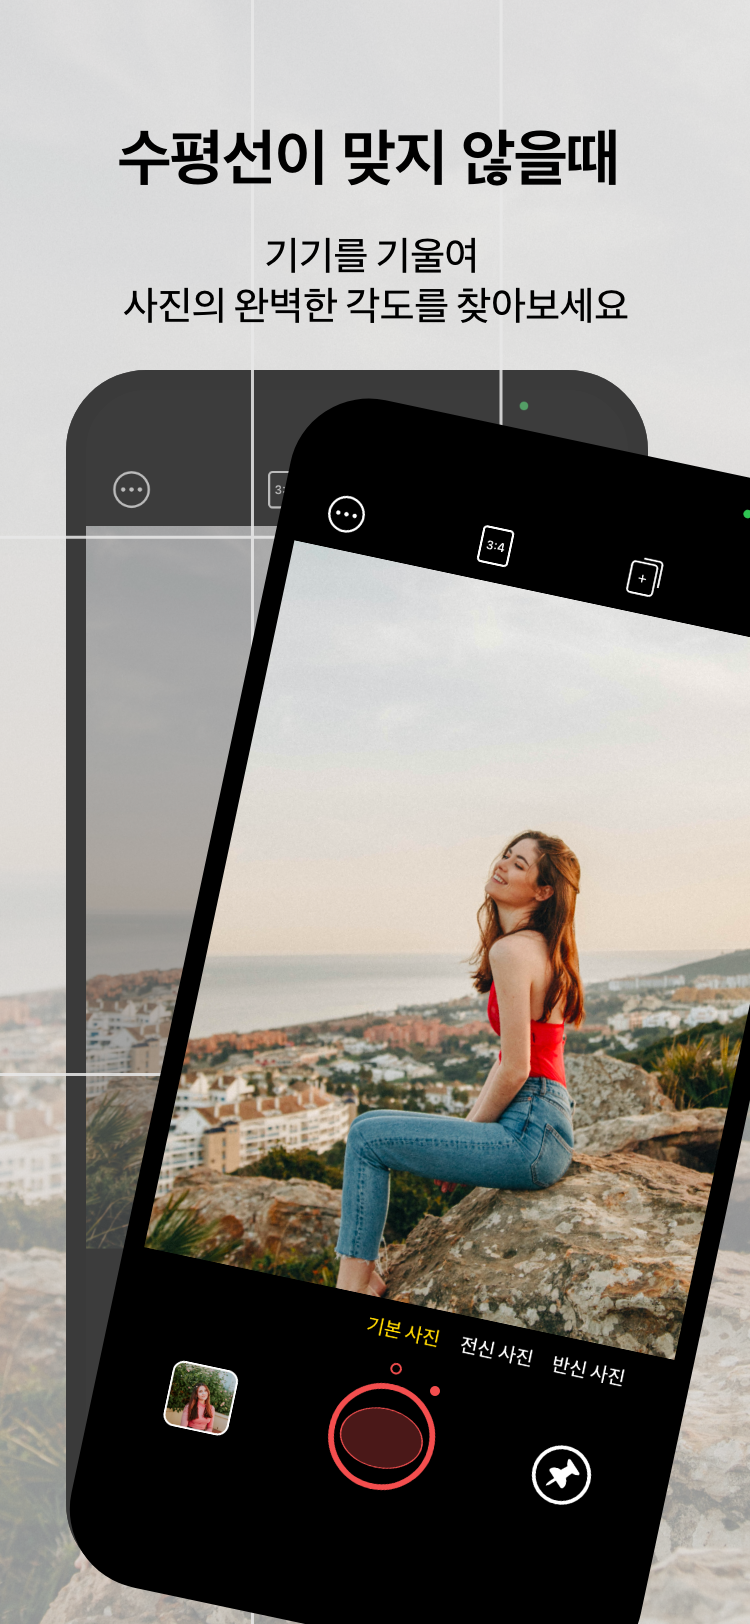 수평선이 맞지 않을때
기기를 기울여
사진의 완벽한 각도를 찾아보세요
3:4
기본 사진 전신 사진 반신 사진